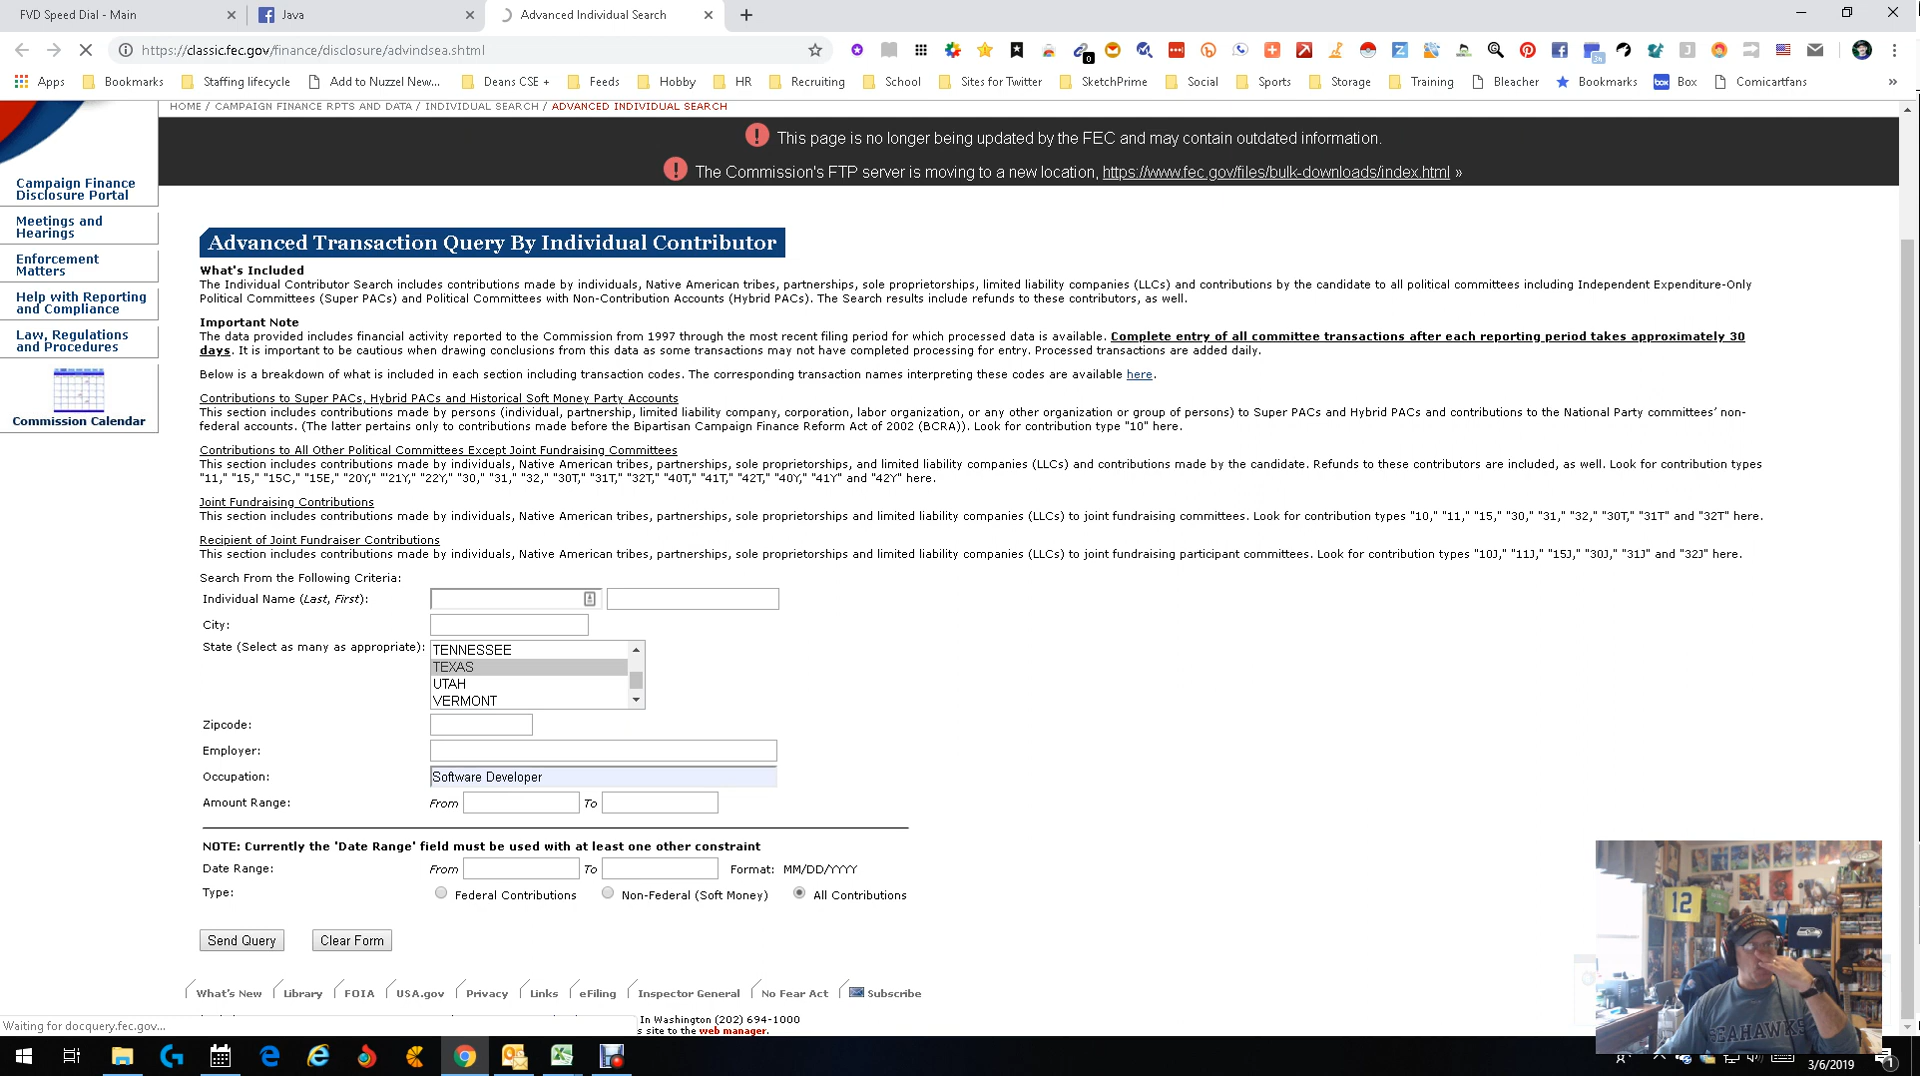 FVD Speed Dial - Main
Java
Advanced Individual Search
https://classic.fec.gov/finance/disclosure/advindsea.shtml
Apps
Bookmarks
Staffing lifecycle
Add to Nuzzel New...
Deans CSE +
Feeds
Hobby
HR
Recruiting
School
Sites for Twitter
SketchPrime
Social
Sports
Storage
Training
Bleacher
Bookmarks
Box
Comicartfans
HOME / CAMPAIGN FINANCE RPTS AND DATA / INDIVIDUAL SEARCH / ADVANCED INDIVIDUAL SEARCH
This page is no longer being updated by the FEC and may contain outdated information.
The Commission's FTP server is moving to a new location, https://www.fec.gov/files/bulk-downloads/index.html »
Campaign Finance
Disclosure Portal
Meetings and
Hearings
Enforcement
Matters
Help with Reporting
and Compliance
Law, Regulations
and Procedures
Commission Calendar
Advanced Transaction Query By Individual Contributor
What's Included
The Individual Contributor Search includes contributions made by individuals, Native American tribes, partnerships, sole proprietorships, limited liability companies (LLCs) and contributions by the candidate to all political committees including Independent Expenditure-Only
Political Committees (Super PACs) and Political Committees with Non-Contribution Accounts (Hybrid PACs). The Search results include refunds to these contributors, as well.
Important Note
The data provided includes financial activity reported to the Commission from 1997 through the most recent filing period for which processed data is available. Complete entry of all committee transactions after each reporting period takes approximately 30
days. It is important to be cautious when drawing conclusions from this data as some transactions may not have completed processing for entry. Processed transactions are added daily.
Below is a breakdown of what is included in each section including transaction codes. The corresponding transaction names interpreting these codes are available here.
Contributions to Super PACs, Hybrid PACs and Historical Soft Money Party Accounts
This section includes contributions made by persons (individual, partnership, limited liability company, corporation, labor organization, or any other organization or group of persons) to Super PACs and Hybrid PACs and contributions to the National Party committees' non-
federal accounts. (The latter pertains only to contributions made before the Bipartisan Campaign Finance Reform Act of 2002 (BCRA)). Look for contribution type "10" here.
Contributions to All Other Political Committees Except Joint Fundraising Committees
This section includes contributions made by individuals, Native American tribes, partnerships, sole proprietorships, and limited liability companies (LLCs) and contributions made by the candidate. Refunds to these contributors are included, as well. Look for contribution types
"11," "15," "15C," "15E," "20Y," "21Y," "22Y," "30," "31," "32," "30T," "31T," "32T," "40T," "41T," "42T," "40Y," "41Y" and "42Y" here.
Joint Fundraising Contributions
This section includes contributions made by individuals, Native American tribes, partnerships, sole proprietorships and limited liability companies (LLCs) to joint fundraising committees. Look for contribution types "10," "11," "15," "30," "31," "32," "30T," "31T" and "32T" here.
Recipient of Joint Fundraiser Contributions
This section includes contributions made by individuals, Native American tribes, partnerships, sole proprietorships and limited liability companies (LLCs) to joint fundraising participant committees. Look for contribution types "10J," "11J," "15J," "30J," "31J" and "32J" here.
Search From the Following Criteria:
Individual Name (Last, First):
City:
State (Select as many as appropriate):
TENNESSEE
TEXAS
UTAH
VERMONT
Zipcode:
Employer:
Occupation: Software Developer
Amount Range: From To
NOTE: Currently the 'Date Range' field must be used with at least one other constraint
Date Range: From To Format: MM/DD/YYYY
Type: Federal Contributions Non-Federal (Soft Money) All Contributions
Send Query Clear Form
What's New Library FOIA USA.gov Privacy Links eFiling Inspector General No Fear Act Subscribe
In Washington (202) 694-1000
s site to the web manager.
Waiting for docquery.fec.gov...
12
SEAHAWKS
3/6/2019
1